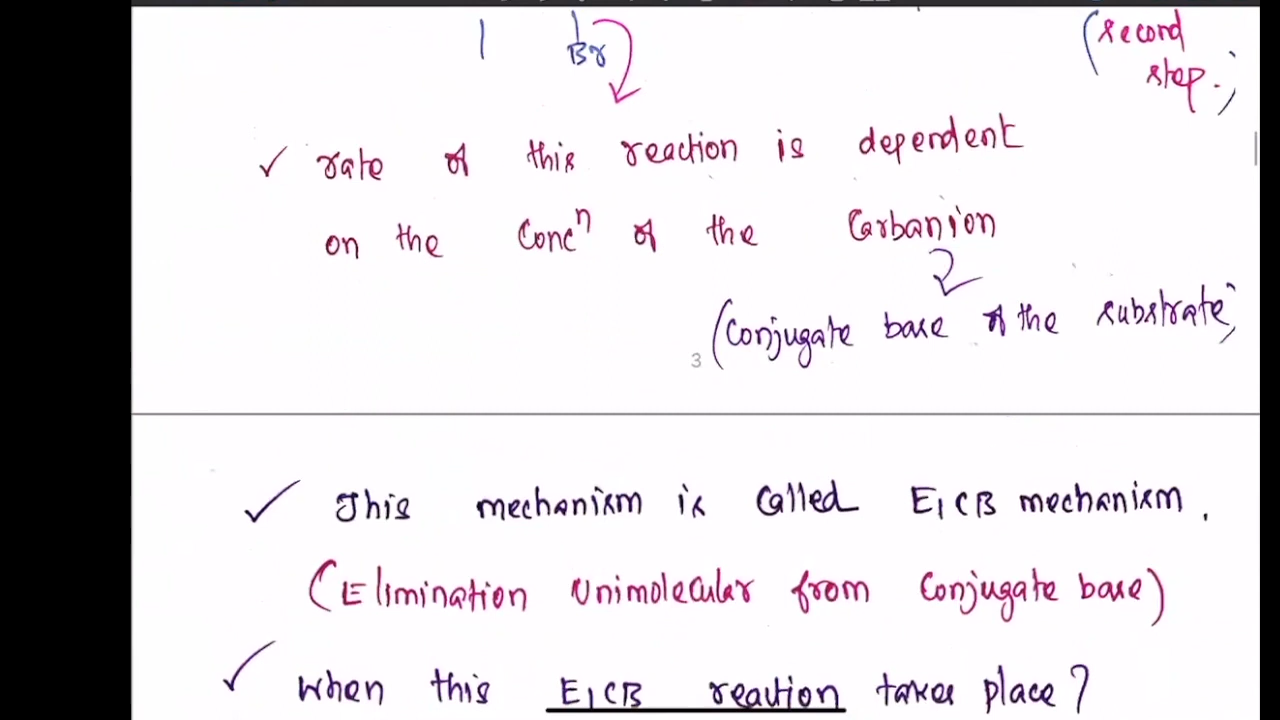 Br
(second
step.)
✓ rate of this reaction is dependent
on the Concⁿ of the Carbanion
(Conjugate base of the substrate)
3
✓ This mechanism is called E₁CB mechanism.
(Elimination Unimolecular from Conjugate base)
✓ when this E₁CB reaction takes place?